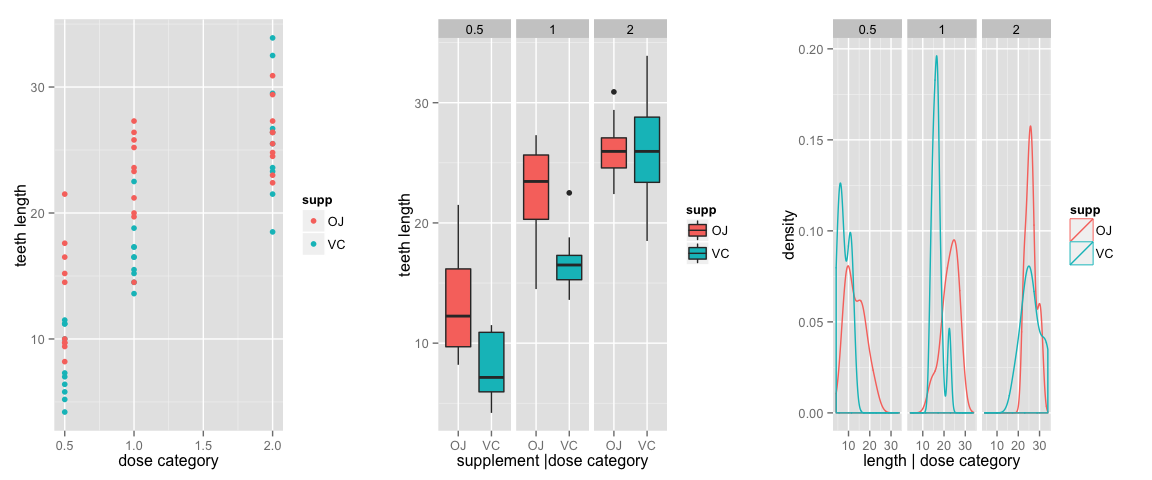 30
20
10
teeth length
0.5 1.0 1.5 2.0
dose category
supp
OJ
VC
0.5 1 2
30
20
10
teeth length
OJ VC OJ VC OJ VC
supplement |dose category
supp
OJ
VC
0.5 1 2
0.20
0.15
0.10
0.05
0.00
density
10 20 30 10 20 30 10 20 30
length | dose category
supp
OJ
VC